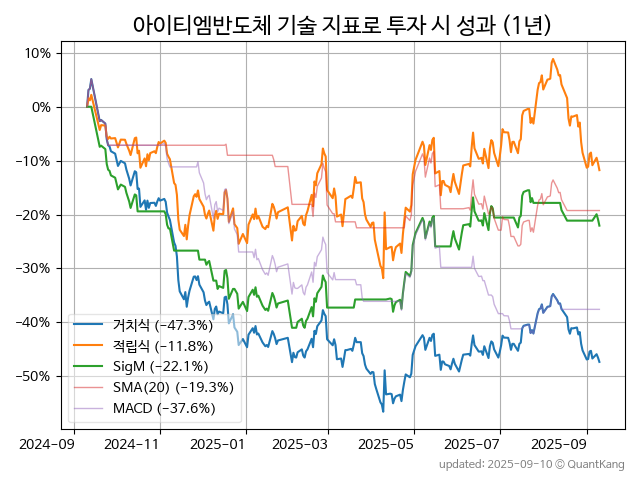 아이티엠반도체 기술 지표로 투자 시 성과 (1년)
10%
0%
−10%
−20%
−30%
−40%
−50%
거치식 (−47.3%)
적립식 (−11.8%)
SigM (−22.1%)
SMA(20) (−19.3%)
MACD (−37.6%)
2024-09
2024-11
2025-01
2025-03
2025-05
2025-07
2025-09
updated: 2025-09-10 © QuantKang